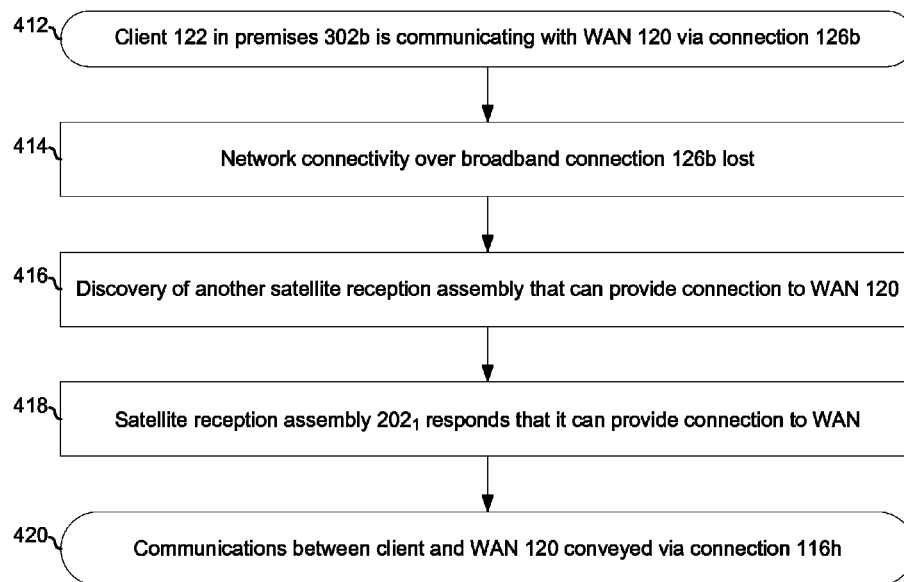 412
Client 122 in premises 302b is communicating with WAN 120 via connection 126b
414
Network connectivity over broadband connection 126b lost
416
Discovery of another satellite reception assembly that can provide connection to WAN 120
418
Satellite reception assembly 202₁ responds that it can provide connection to WAN
420
Communications between client and WAN 120 conveyed via connection 116h